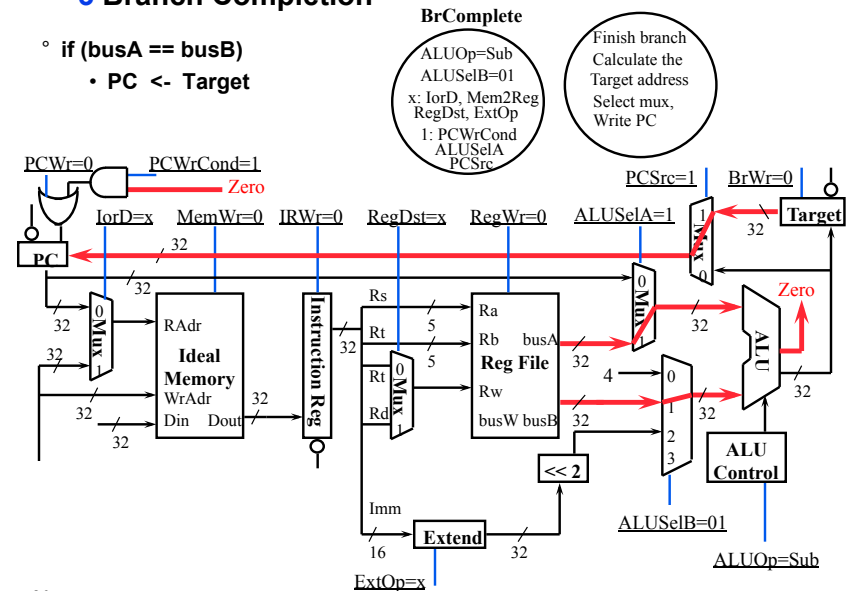 Branch Completion
° if (busA == busB)
• PC <- Target
BrComplete
ALUOp=Sub
ALUSelB=01
x: IorD, Mem2Reg
RegDst, ExtOp
1: PCWrCond
ALUSelA
PCSrc
Finish branch
Calculate the
Target address
Select mux,
Write PC
PCWr=0
PCWrCond=1
Zero
PCSrc=1
BrWr=0
IorD=x
MemWr=0
IRWr=0
RegDst=x
RegWr=0
ALUSelA=1
1
Mux
0
32
Target
PC
32
32
32
0
Mux
1
32
32
32
RAdr
Ideal
Memory
WrAdr
Din
Dout
32
Instruction Reg
32
Rs
Rt
5
5
Rt
Rd
0
Mux
1
Ra
Rb
busA
Reg File
Rw
busW
busB
32
32
0
Mux
1
32
4
0
1
2
3
32
ALU
Zero
32
<< 2
ALU
Control
Imm
16
Extend
32
ExtOp=x
ALUSelB=01
ALUOp=Sub